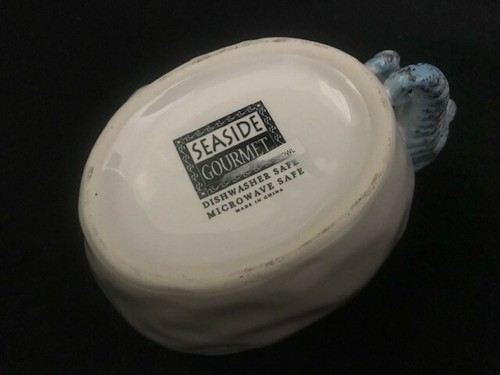 SEASIDE
GOURMET
DISHWASHER SAFE
MICROWAVE SAFE
MADE IN CHINA